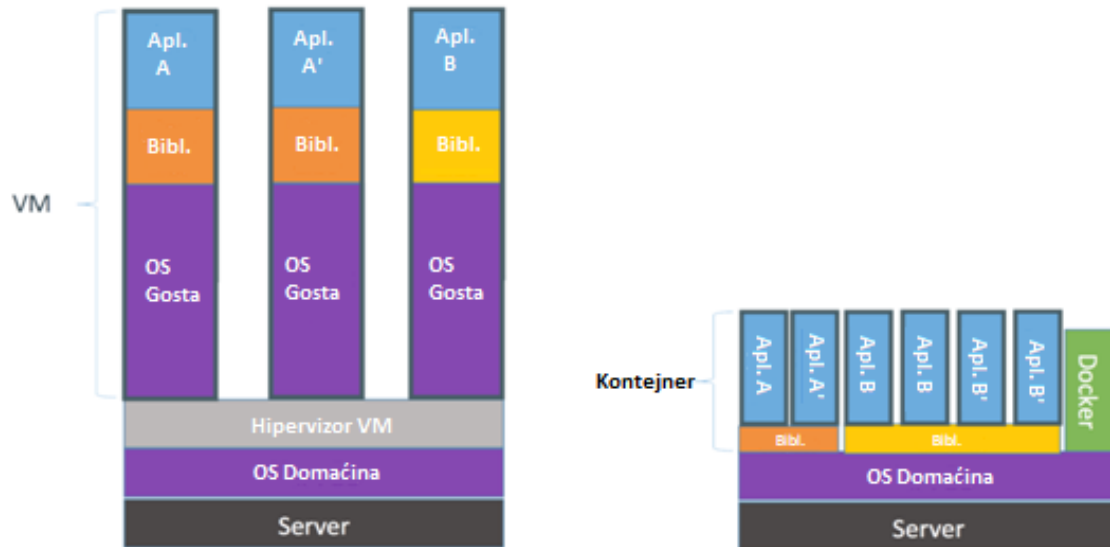 Apl.
A
Apl.
A'
Apl.
B
Bibl.
Bibl.
Bibl.
VM
OS
Gosta
OS
Gosta
OS
Gosta
Hipervizor VM
OS Domaćina
Server
Kontejner
Apl. A
Apl. A'
Apl. B
Apl. B
Apl. B'
Apl. B'
Docker
Bibl.
Bibl.
OS Domaćina
Server